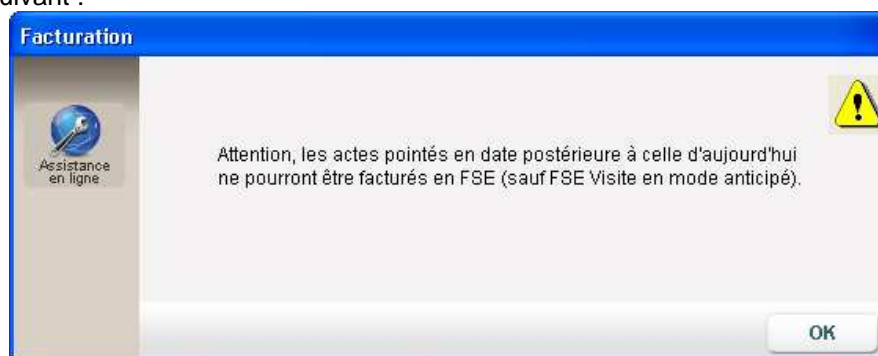 Facturation
Assistance
en ligne
Attention, les actes pointés en date postérieure à celle d'aujourd'hui
ne pourront être facturés en FSE (sauf FSE Visite en mode anticipé).
OK